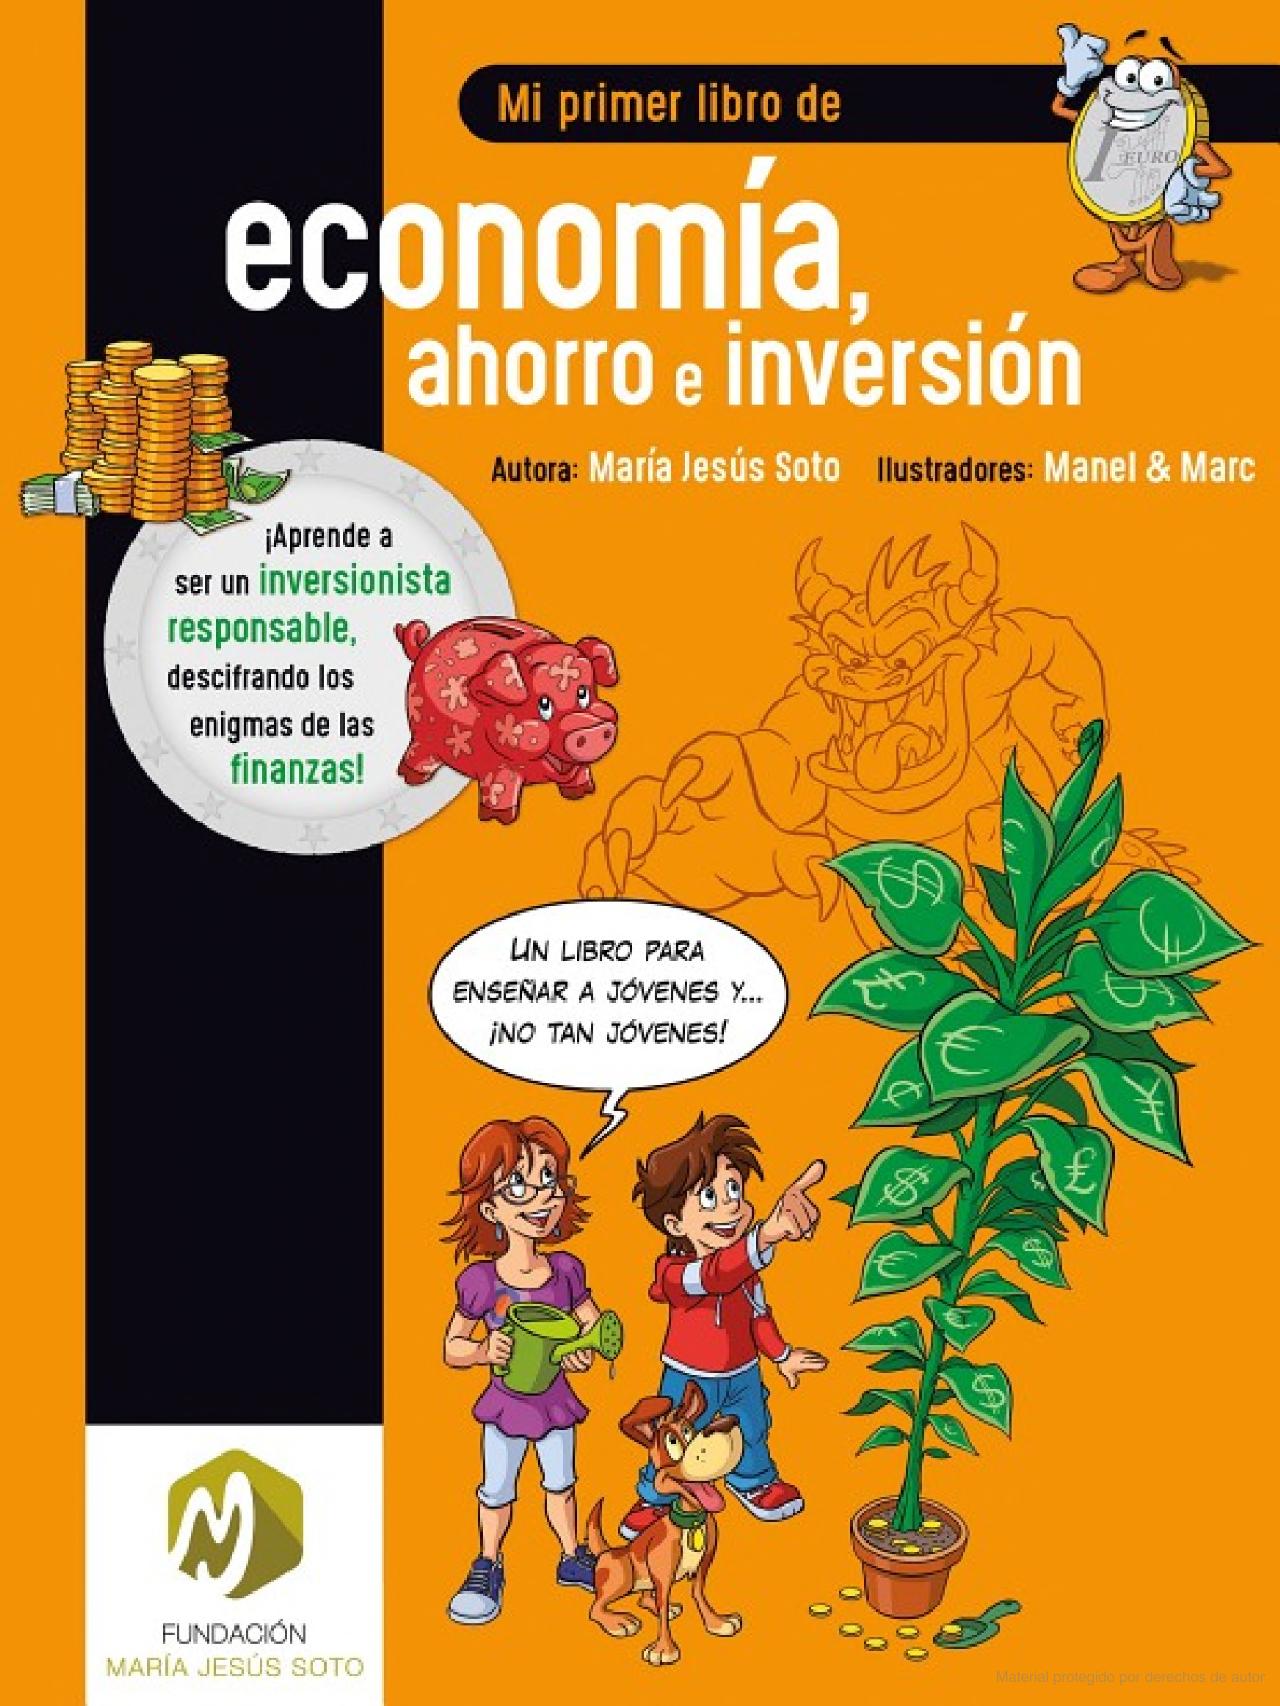 Mi primer libro de
1
EURO
economía,
ahorro e inversión
Autora: María Jesús Soto Ilustradores: Manel & Marc
¡Aprende a
ser un inversionista
responsable,
descifrando los
enigmas de las
finanzas!
UN LIBRO PARA
ENSEÑAR A JÓVENES Y...
¡NO TAN JÓVENES!
FUNDACIÓN
MARÍA JESÚS SOTO
Material protegido por derechos de autor